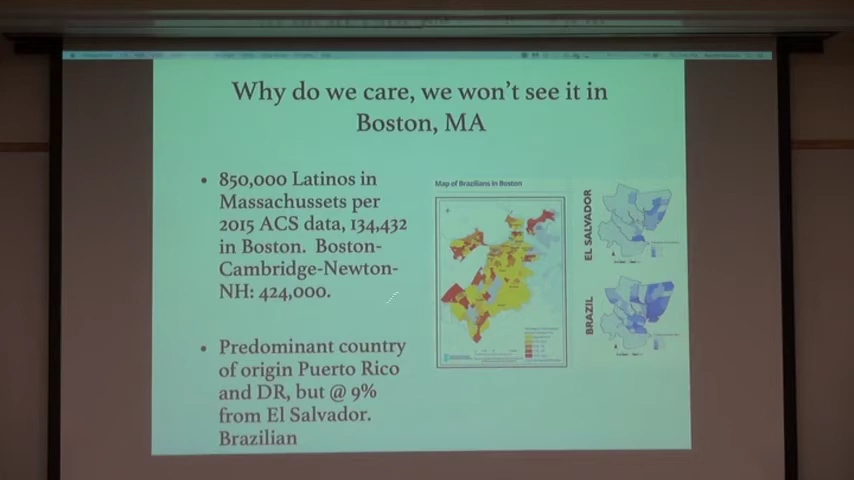 Why do we care, we won't see it in
Boston, MA
• 850,000 Latinos in
Massachussets per
2015 ACS data, 134,432
in Boston. Boston-
Cambridge-Newton-
NH: 424,000.
• Predominant country
of origin Puerto Rico
and DR, but @ 9%
from El Salvador.
Brazilian
Map of Brazilians in Boston
EL SALVADOR
BRAZIL